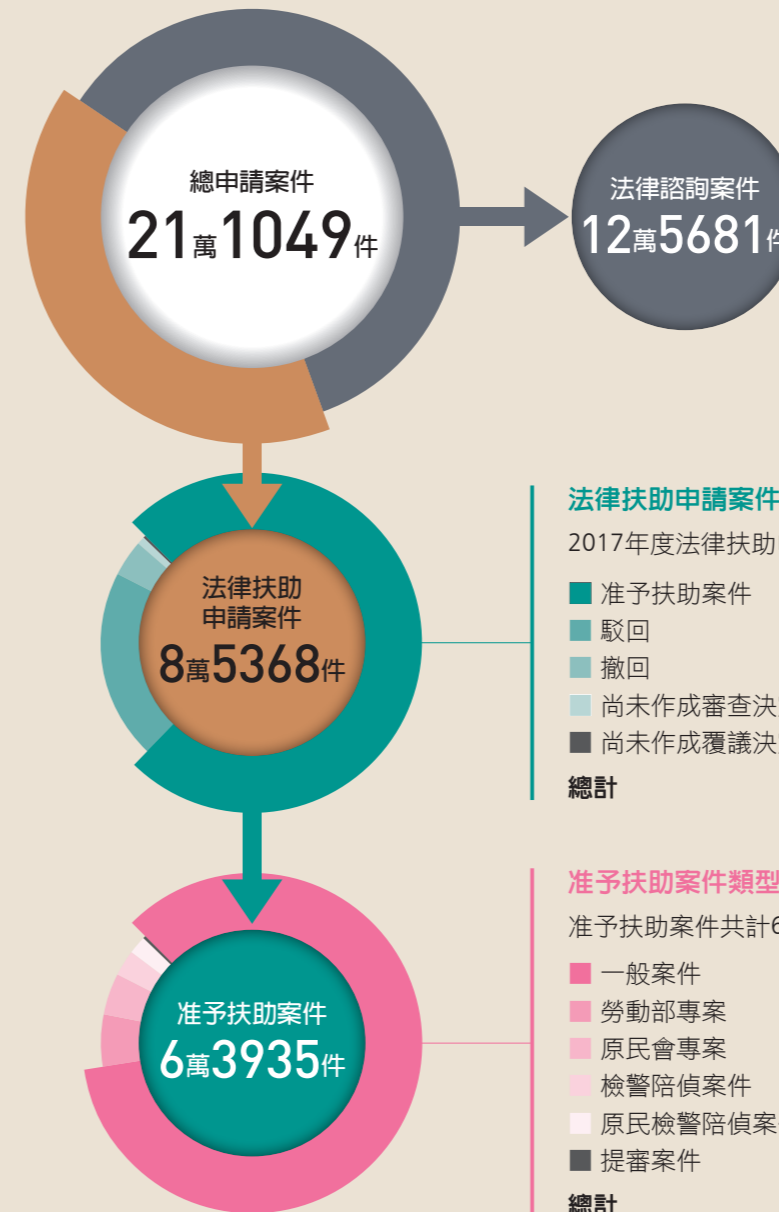 總申請案件
21萬1049件
法律諮詢案件
12萬5681件
法律扶助
申請案件
8萬5368件
法律扶助申請案件
2017年度法律扶助
准予扶助案件
駁回
撤回
尚未作成審查決
尚未作成覆議決
總計
准予扶助案件
6萬3935件
准予扶助案件類型
准予扶助案件共計6
一般案件
勞動部專案
原民會專案
檢警陪偵案件
原民檢警陪偵案
提審案件
總計